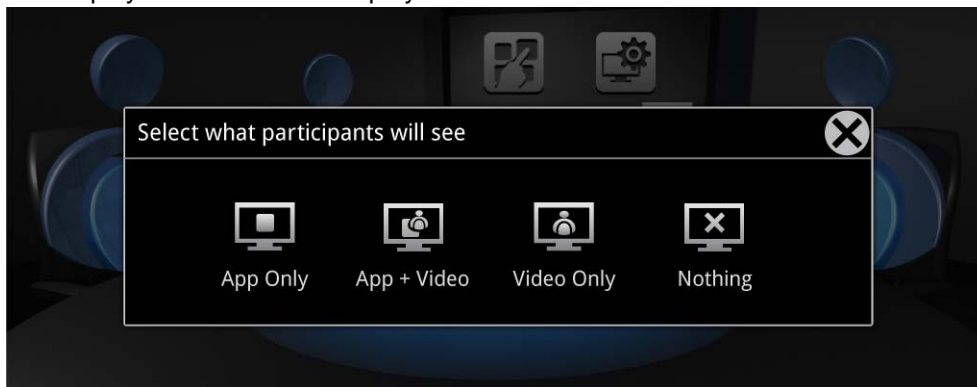 Select what participants will see
App Only
App + Video
Video Only
Nothing